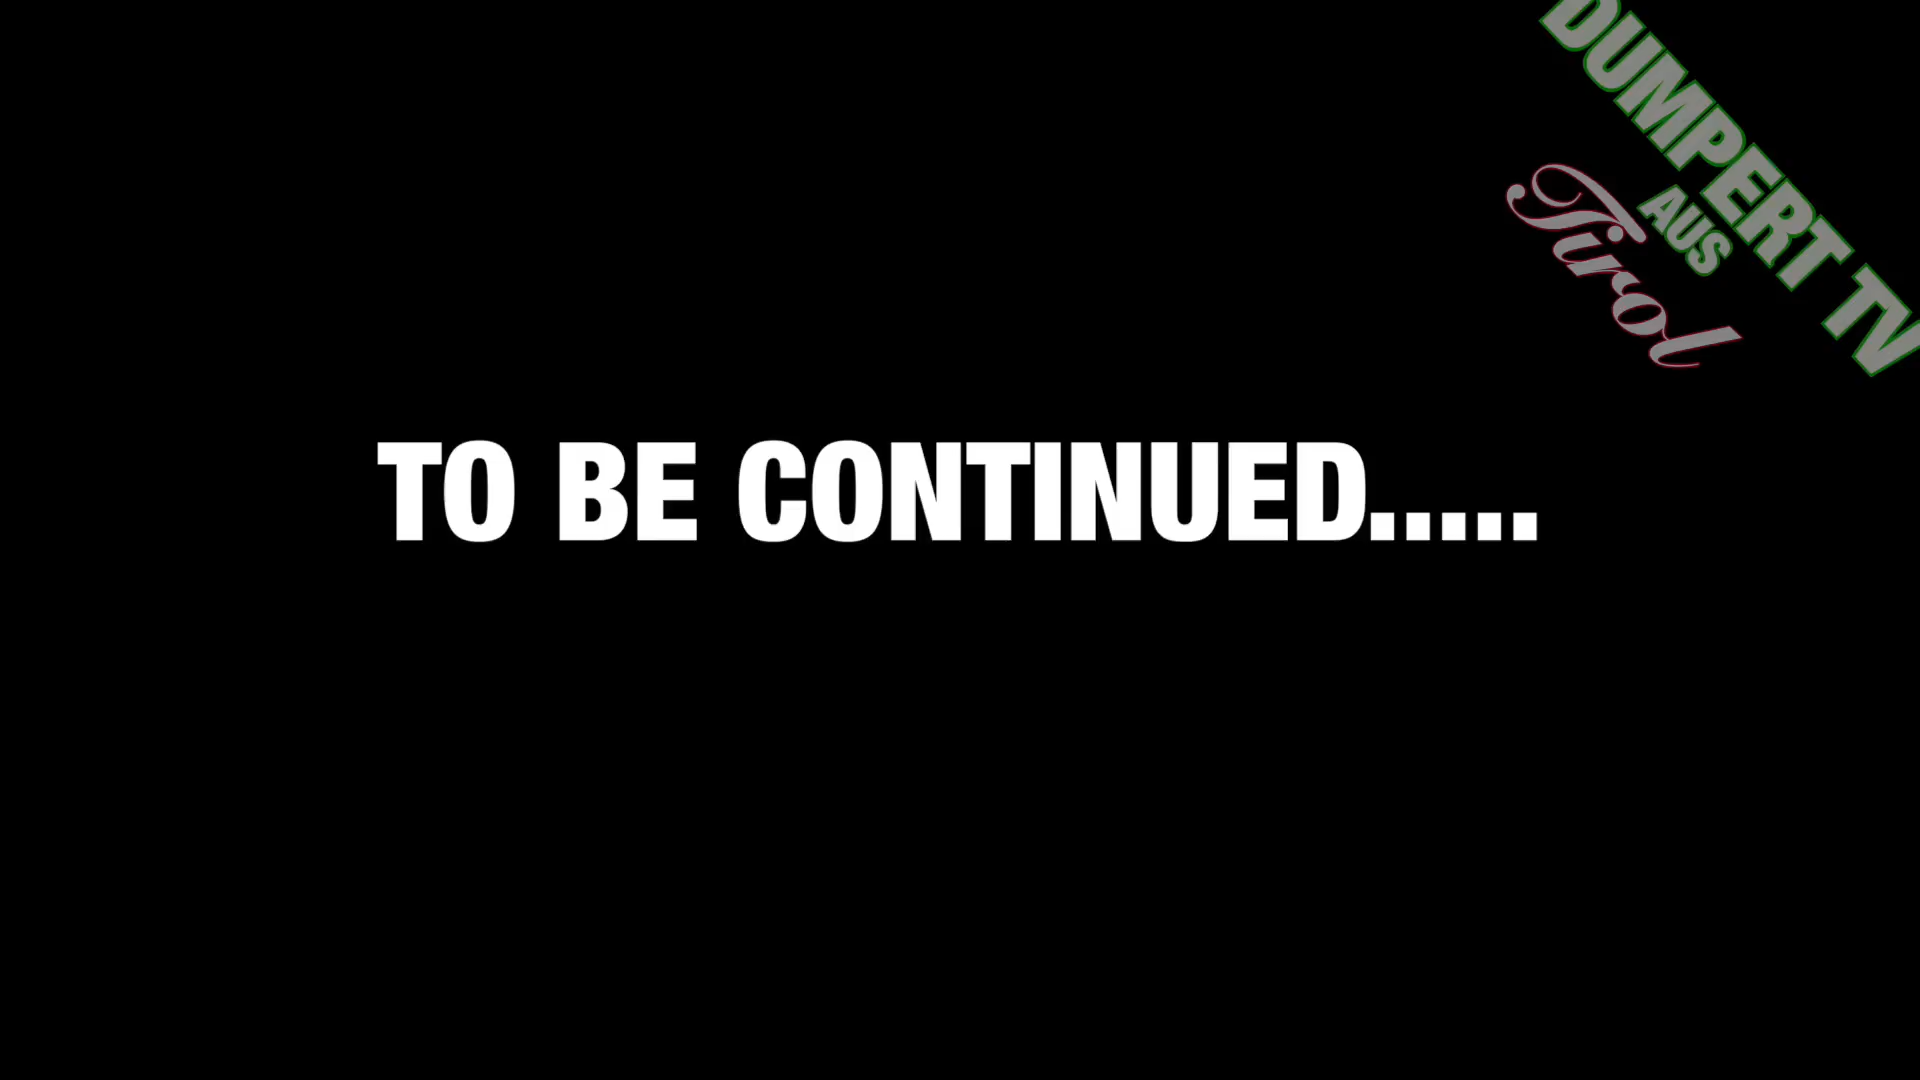 DUMPERT TV
AUS
Tirol
TO BE CONTINUED.....